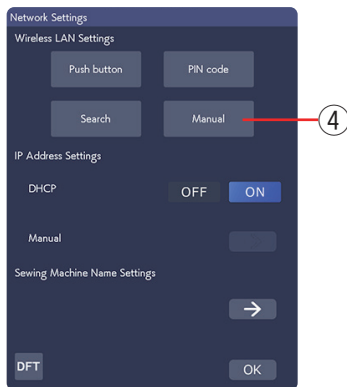 Network Settings
Wireless LAN Settings
Push button PIN code
Search Manual
4
IP Address Settings
DHCP OFF ON
Manual
Sewing Machine Name Settings
DFT OK